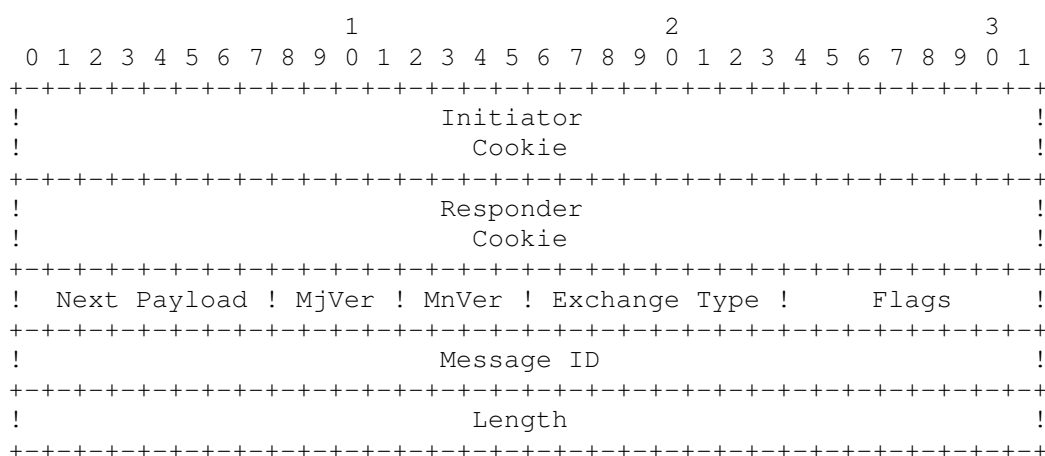 1                   2                   3
 0 1 2 3 4 5 6 7 8 9 0 1 2 3 4 5 6 7 8 9 0 1 2 3 4 5 6 7 8 9 0 1
+-+-+-+-+-+-+-+-+-+-+-+-+-+-+-+-+-+-+-+-+-+-+-+-+-+-+-+-+-+-+-+-+
!                          Initiator                            !
!                            Cookie                             !
+-+-+-+-+-+-+-+-+-+-+-+-+-+-+-+-+-+-+-+-+-+-+-+-+-+-+-+-+-+-+-+-+
!                          Responder                            !
!                            Cookie                             !
+-+-+-+-+-+-+-+-+-+-+-+-+-+-+-+-+-+-+-+-+-+-+-+-+-+-+-+-+-+-+-+-+
!  Next Payload ! MjVer ! MnVer ! Exchange Type !     Flags     !
+-+-+-+-+-+-+-+-+-+-+-+-+-+-+-+-+-+-+-+-+-+-+-+-+-+-+-+-+-+-+-+-+
!                          Message ID                           !
+-+-+-+-+-+-+-+-+-+-+-+-+-+-+-+-+-+-+-+-+-+-+-+-+-+-+-+-+-+-+-+-+
!                            Length                             !
+-+-+-+-+-+-+-+-+-+-+-+-+-+-+-+-+-+-+-+-+-+-+-+-+-+-+-+-+-+-+-+-+